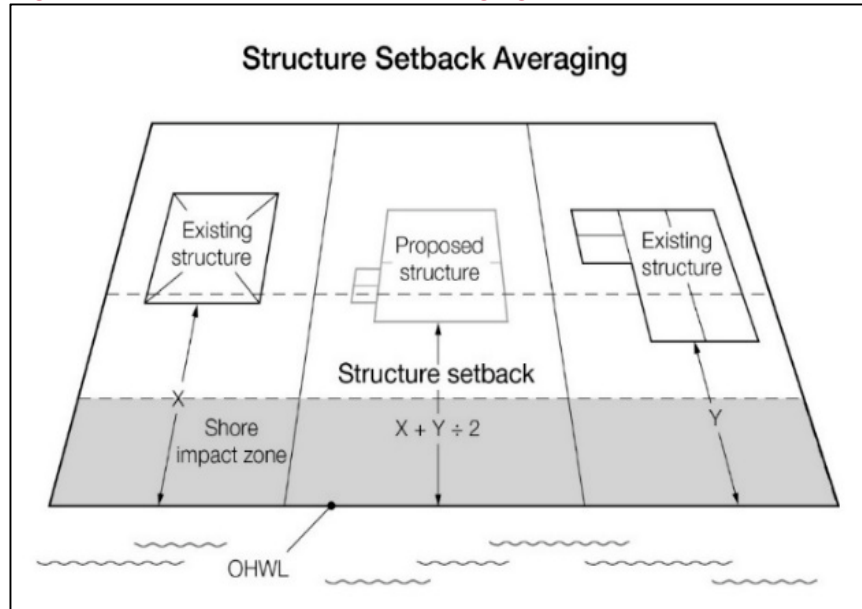 Structure Setback Averaging
Existing
structure
Proposed
structure
Existing
structure
Structure setback
X
Shore
impact zone
X + Y ÷ 2
Y
OHWL